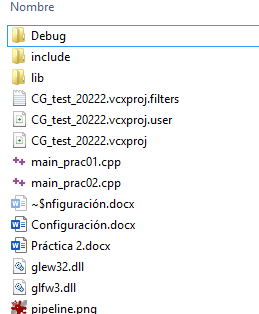 Nombre
Debug
include
lib
CG_test_20222.vcxproj.filters
CG_test_20222.vcxproj.user
CG_test_20222.vcxproj
main_prac01.cpp
main_prac02.cpp
~$nfiguración.docx
Configuración.docx
Práctica 2.docx
glew32.dll
glfw3.dll
pipeline.png